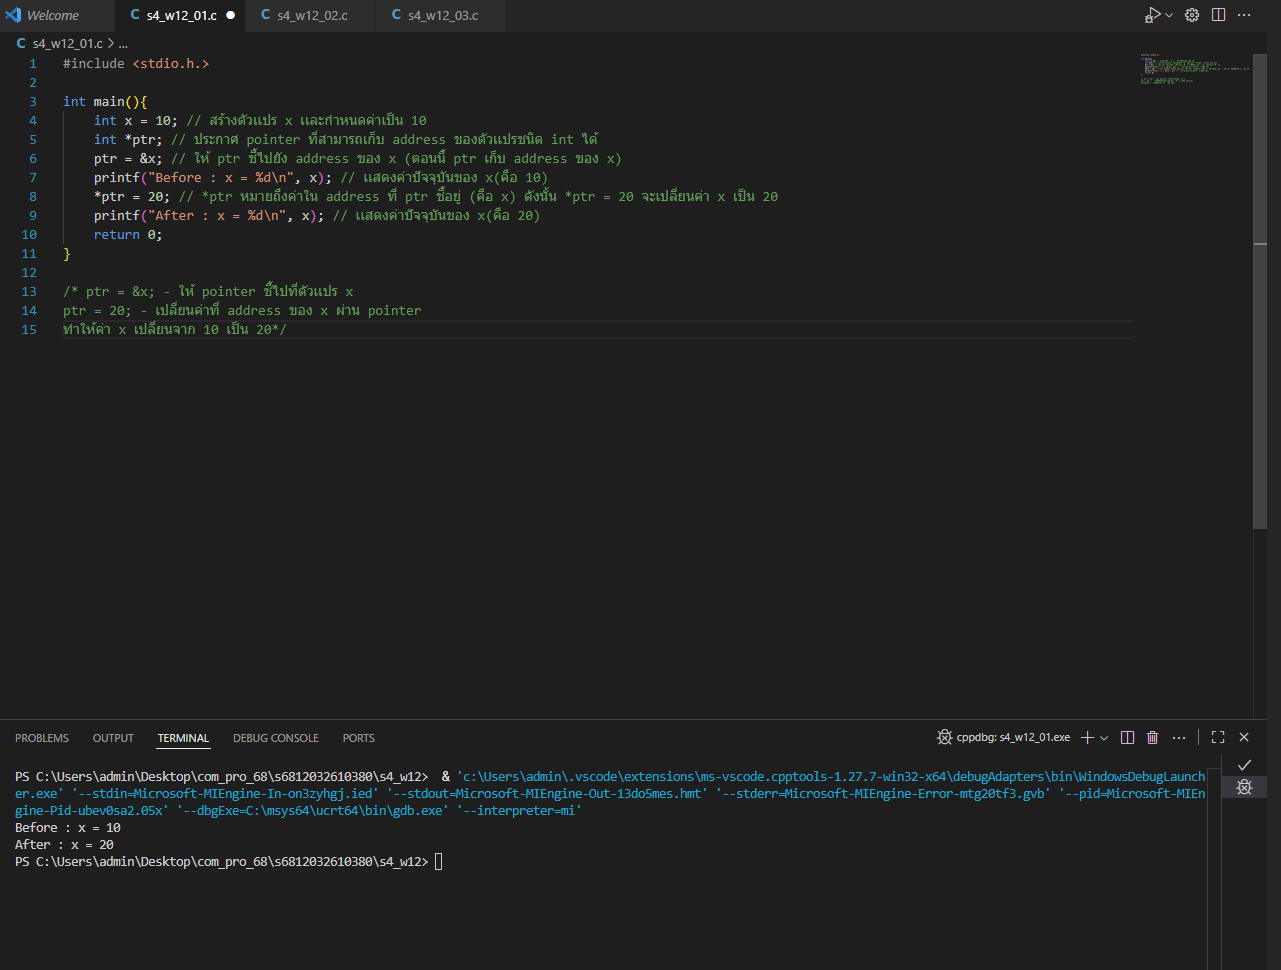 Welcome
C s4_w12_01.c
C s4_w12_02.c
C s4_w12_03.c
C s4_w12_01.c > ...
1 #include <stdio.h.>
2
3 int main(){
4 int x = 10; // สร้างตัวแปร x และกำหนดค่าเป็น 10
5 int *ptr; // ประกาศ pointer ที่สามารถเก็บ address ของตัวแปรชนิด int ได้
6 ptr = &x; // ให้ ptr ชี้ไปยัง address ของ x (ตอนนี้ ptr เก็บ address ของ x)
7 printf("Before : x = %d\n", x); // แสดงค่าปัจจุบันของ x(คือ 10)
8 *ptr = 20; // *ptr หมายถึงค่าใน address ที่ ptr ชี้อยู่ (คือ x) ดังนั้น *ptr = 20 จะเปลี่ยนค่า x เป็น 20
9 printf("After : x = %d\n", x); // แสดงค่าปัจจุบันของ x(คือ 20)
10 return 0;
11 }
12
13 /* ptr = &x; - ให้ pointer ชี้ไปที่ตัวแปร x
14 ptr = 20; - เปลี่ยนค่าที่ address ของ x ผ่าน pointer
15 ทำให้ค่า x เปลี่ยนจาก 10 เป็น 20*/
PROBLEMS OUTPUT TERMINAL DEBUG CONSOLE PORTS
cppdbg: s4_w12_01.exe
PS C:\Users\admin\Desktop\com_pro_68\s6812032610380\s4_w12> & 'c:\Users\admin\.vscode\extensions\ms-vscode.cpptools-1.27.7-win32-x64\debugAdapters\bin\WindowsDebugLaunch
er.exe' '--stdin=Microsoft-MIEngine-In-on3zyhgj.ied' '--stdout=Microsoft-MIEngine-Out-13do5mes.hmt' '--stderr=Microsoft-MIEngine-Error-mtg20tf3.gvb' '--pid=Microsoft-MIEn
gine-Pid-ubev0sa2.05x' '--dbgExe=C:\msys64\ucrt64\bin\gdb.exe' '--interpreter=mi'
Before : x = 10
After : x = 20
PS C:\Users\admin\Desktop\com_pro_68\s6812032610380\s4_w12>